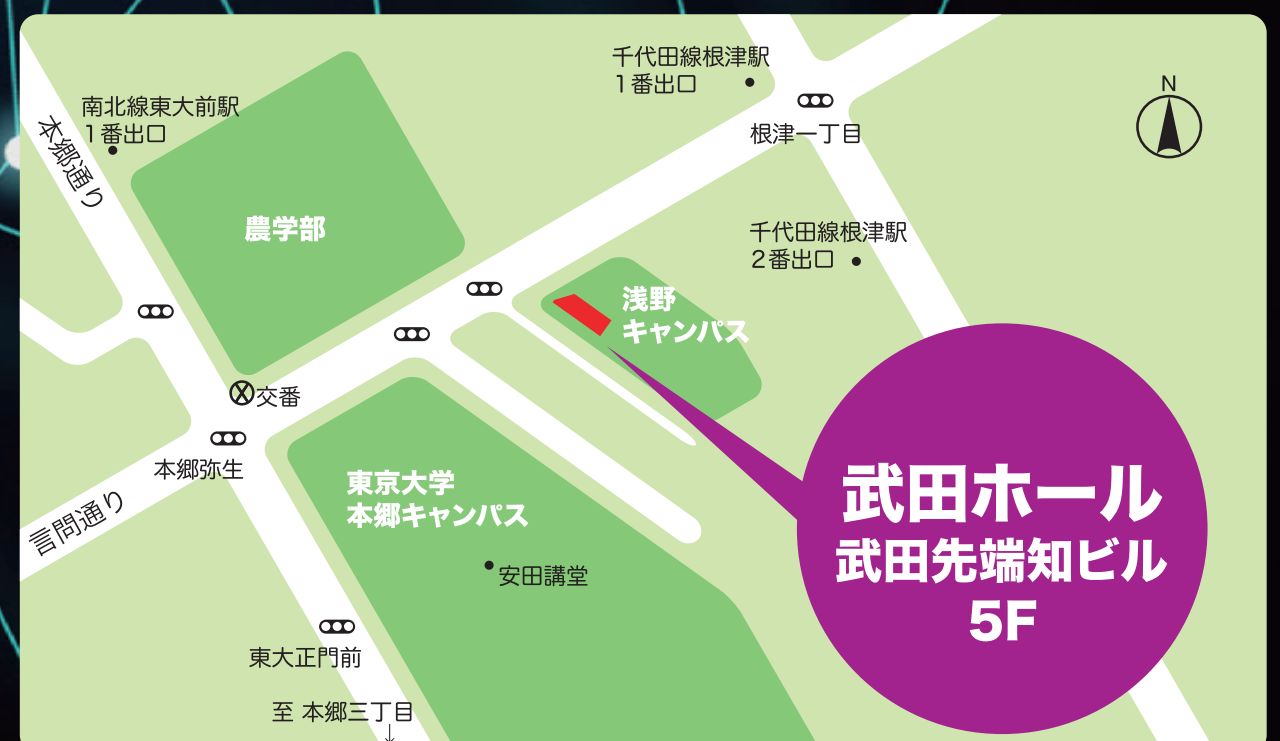 千代田線根津駅
1番出口
N
南北線東大前駅
1番出口
本郷通り
根津一丁目
農学部
千代田線根津駅
2番出口
浅野
キャンパス
交番
本郷弥生
言問通り
東京大学
本郷キャンパス
安田講堂
武田ホール
武田先端知ビル
5F
東大正門前
至 本郷三丁目
↓